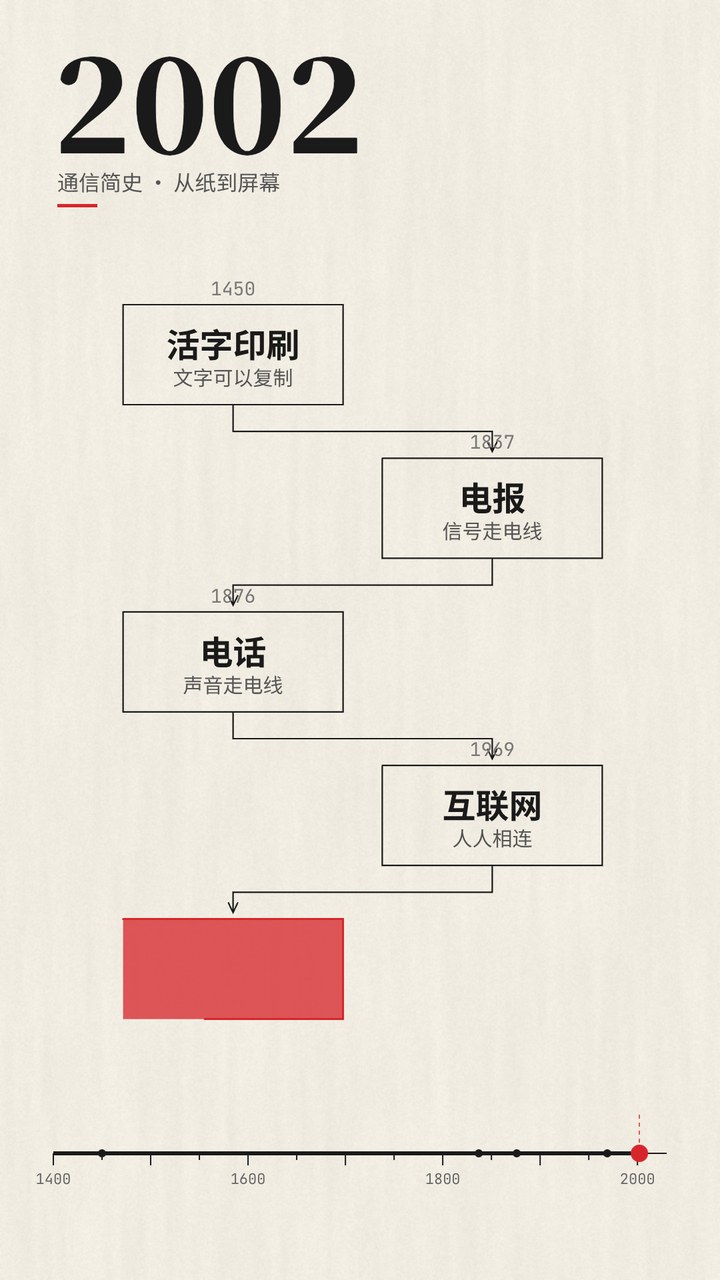 2002
通信简史 · 从纸到屏幕
1450
活字印刷
文字可以复制
1837
电报
信号走电线
1876
电话
声音走电线
1969
互联网
人人相连
1400
1600
1800
2000